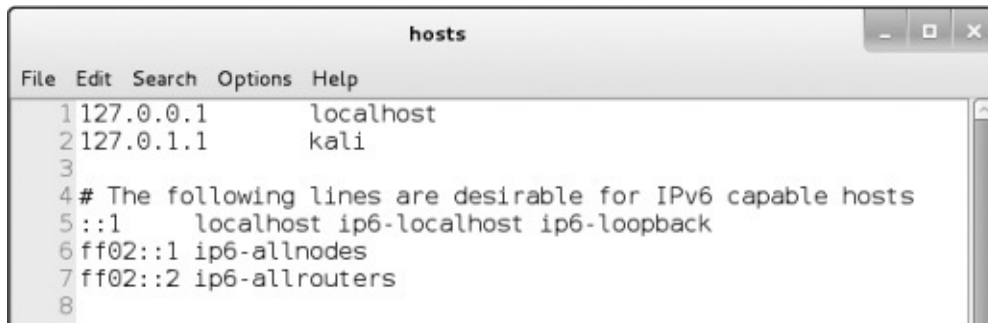 hosts
File Edit Search Options Help
1 127.0.0.1 localhost
2 127.0.1.1 kali
3
4 # The following lines are desirable for IPv6 capable hosts
5 ::1 localhost ip6-localhost ip6-loopback
6 ff02::1 ip6-allnodes
7 ff02::2 ip6-allrouters
8